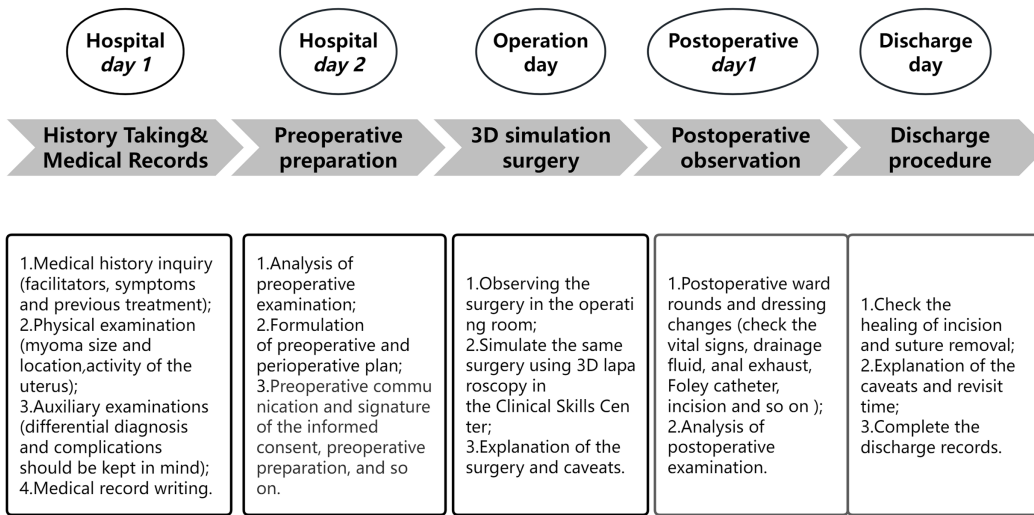 Hospital
day 1
Hospital
day 2
Operation
day
Postoperative
day1
Discharge
day
History Taking&
Medical Records
Preoperative
preparation
3D simulation
surgery
Postoperative
observation
Discharge
procedure
1.Medical history inquiry
(facilitators, symptoms
and previous treatment);
2.Physical examination
(myoma size and
location,activity of the
uterus);
3.Auxiliary examinations
(differential diagnosis
and complications
should be kept in mind);
4.Medical record writing.
1.Analysis of
preoperative
examination;
2.Formulation
of preoperative and
perioperative plan;
3.Preoperative commu
nication and signature
of the informed
consent, preoperative
preparation, and so
on.
1.Observing the
surgery in the operati
ng room;
2.Simulate the same
surgery using 3D lapa
roscopy in
the Clinical Skills Cen
ter;
3.Explanation of the
surgery and caveats.
1.Postoperative ward
rounds and dressing
changes (check the
vital signs, drainage
fluid, anal exhaust,
Foley catheter,
incision and so on );
2.Analysis of
postoperative
examination.
1.Check the
healing of incision
and suture removal;
2.Explanation of the
caveats and revisit
time;
3.Complete the
discharge records.